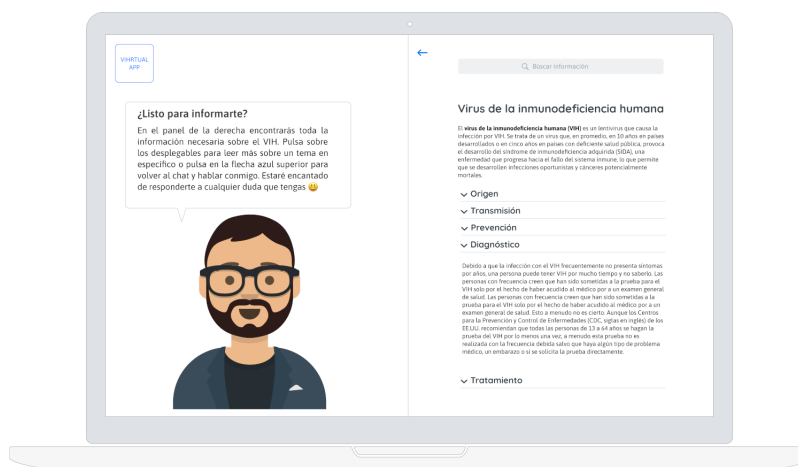 VIHRTUAL
APP
¿Listo para informarte?
En el panel de la derecha encontrarás toda la
información necesaria sobre el VIH. Pulsa sobre
los desplegables para leer más sobre un tema en
específico o pulsa en la flecha azul superior para
volver al chat y hablar conmigo. Estaré encantado
de responderte a cualquier duda que tengas 😀
Búscar información
Virus de la inmunodeficiencia humana
El virus de la inmunodeficiencia humana (VIH) es un lentivirus que causa la
infección por VIH. Se trata de un virus que, en promedio, en 10 años en países
desarrollados o en cinco años en países con deficiente salud pública, provoca
el desarrollo del síndrome de inmunodeficiencia adquirida (SIDA), una
enfermedad que progresa hacia el fallo del sistema inmune, lo que permite
que se desarrollen infecciones oportunistas y cánceres potencialmente
mortales.
Origen
Transmisión
Prevención
Diagnóstico
Debido a que la infección con el VIH frecuentemente no presenta síntomas
por años, una persona puede tener VIH por mucho tiempo y no saberlo. Las
personas con frecuencia creen que han sido sometidas a la prueba para el
VIH solo por el hecho de haber acudido al médico por a un examen general
de salud. Las personas con frecuencia creen que han sido sometidas a la
prueba para el VIH solo por el hecho de haber acudido al médico por a un
examen general de salud. Esto a menudo no es cierto. Aunque los Centros
para la Prevención y Control de Enfermedades (CDC, siglas en inglés) de los
EE.UU. recomiendan que todas las personas de 13 a 64 años se hagan la
prueba del VIH por lo menos una vez, a menudo esta prueba no es
realizada con la frecuencia debida salvo que haya algún tipo de problema
médico, un embarazo o si se solicita la prueba directamente.
Tratamiento